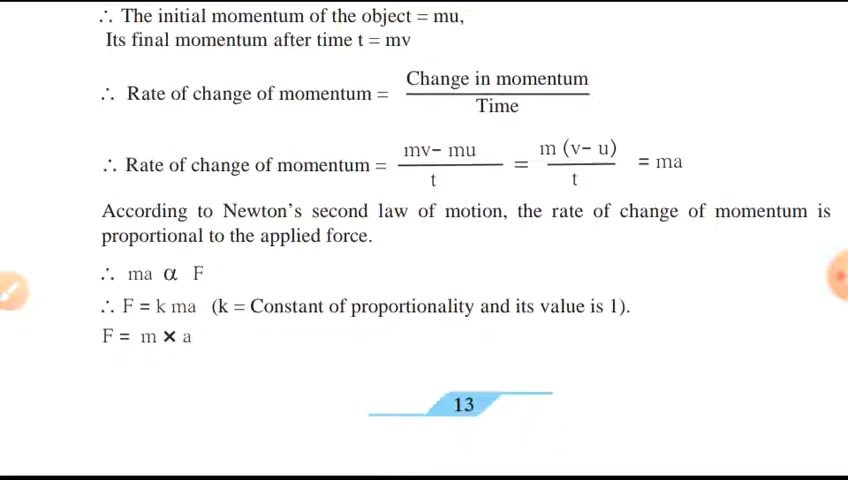 ∴ The initial momentum of the object = mu,
Its final momentum after time t = mv
∴ Rate of change of momentum = Change in momentum / Time
∴ Rate of change of momentum = mv– mu / t = m (v– u) / t = ma
According to Newton's second law of motion, the rate of change of momentum is
proportional to the applied force.
∴ ma α F
∴ F = k ma (k = Constant of proportionality and its value is 1).
F = m × a
13